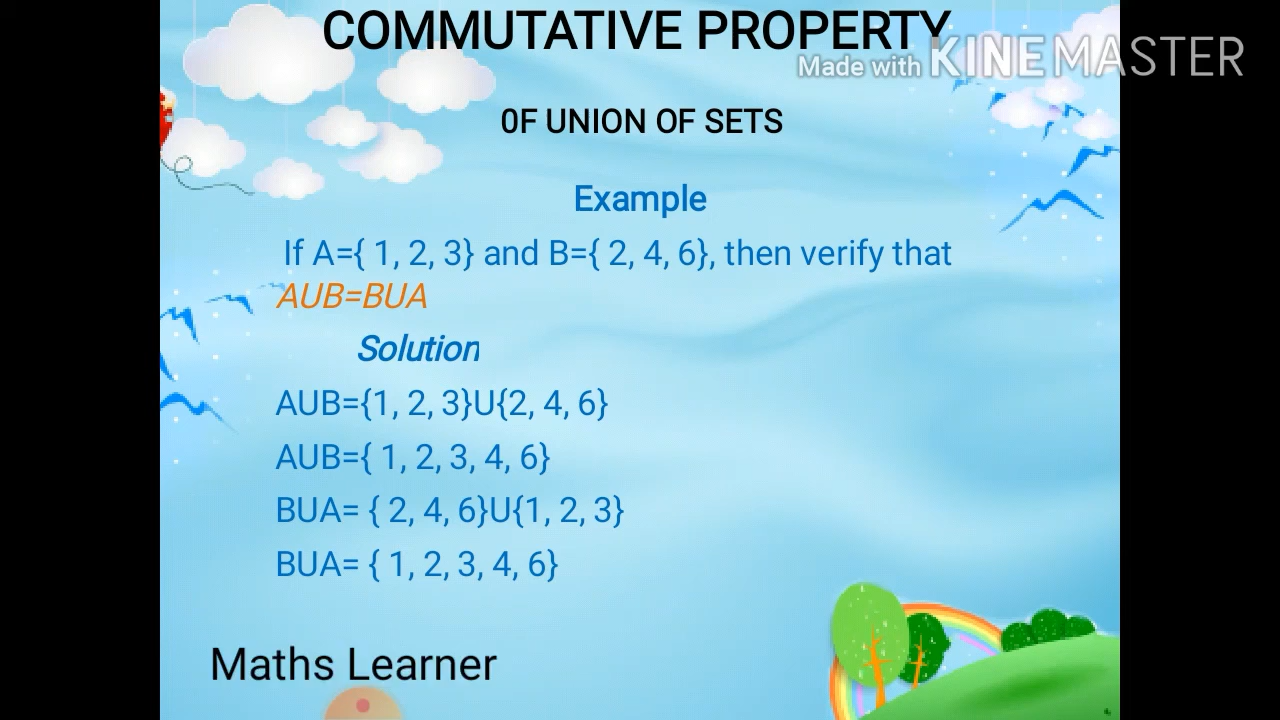 COMMUTATIVE PROPERTY
Made with KINEMASTER
0F UNION OF SETS
Example
If A={ 1, 2, 3} and B={ 2, 4, 6}, then verify that
AUB=BUA
Solution
AUB={1, 2, 3}U{2, 4, 6}
AUB={ 1, 2, 3, 4, 6}
BUA= { 2, 4, 6}U{1, 2, 3}
BUA= { 1, 2, 3, 4, 6}
Maths Learner